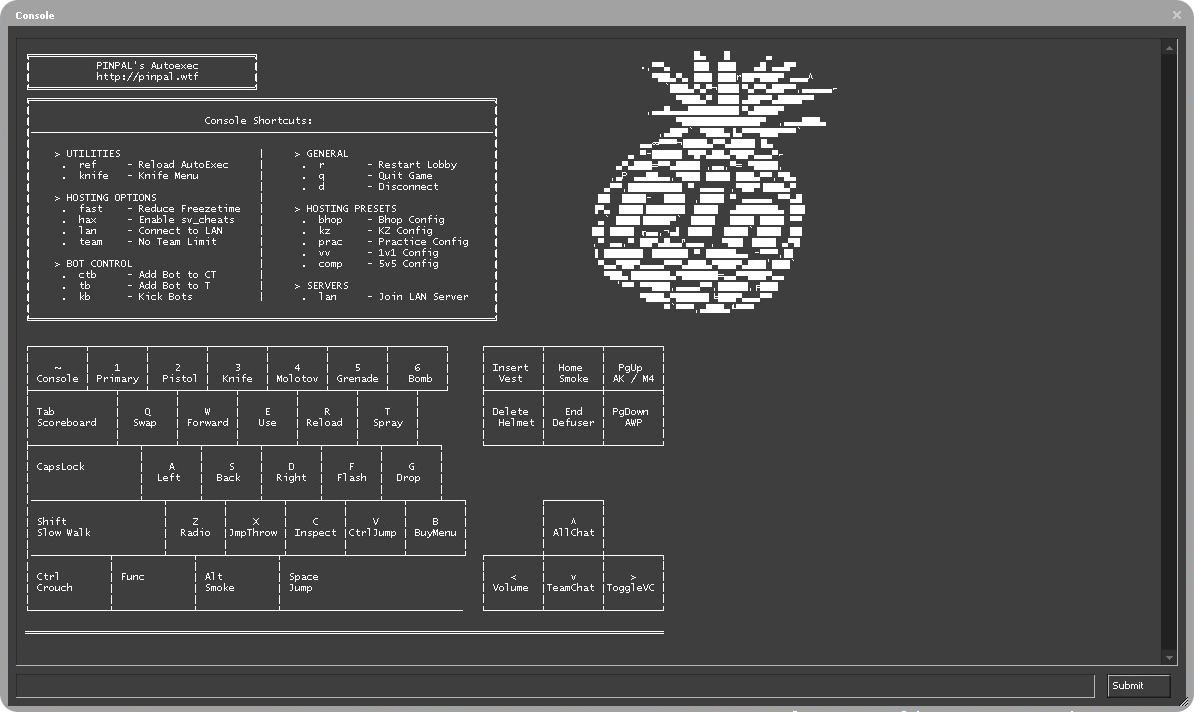 Console
PINPAL's Autoexec
http://pinpal.wtf
Console Shortcuts:
> UTILITIES | > GENERAL
. ref - Reload AutoExec | . r - Restart Lobby
. knife - Knife Menu | . q - Quit Game
. d - Disconnect
> HOSTING OPTIONS
. fast - Reduce Freezetime | > HOSTING PRESETS
. hax - Enable sv_cheats | . bhop - Bhop Config
. lan - Connect to LAN | . kz - KZ Config
. team - No Team Limit | . prac - Practice Config
. vv - 1v1 Config
> BOT CONTROL | . comp - 5v5 Config
. ctb - Add Bot to CT
. tb - Add Bot to T | > SERVERS
. kb - Kick Bots | . lan - Join LAN Server
~ 1 2 3 4 5 6 Insert Home PgUp
Console Primary Pistol Knife Molotov Grenade Bomb Vest Smoke AK / M4
Tab Q W E R T Delete End PgDown
Scoreboard Swap Forward Use Reload Spray Helmet Defuser AWP
CapsLock A S D F G
Left Back Right Flash Drop
Shift Z X C V B ^
Slow Walk Radio JmpThrow Inspect CtrlJump BuyMenu AllChat
Ctrl Func Alt Space < v >
Crouch Smoke Jump Volume TeamChat ToggleVC
Submit